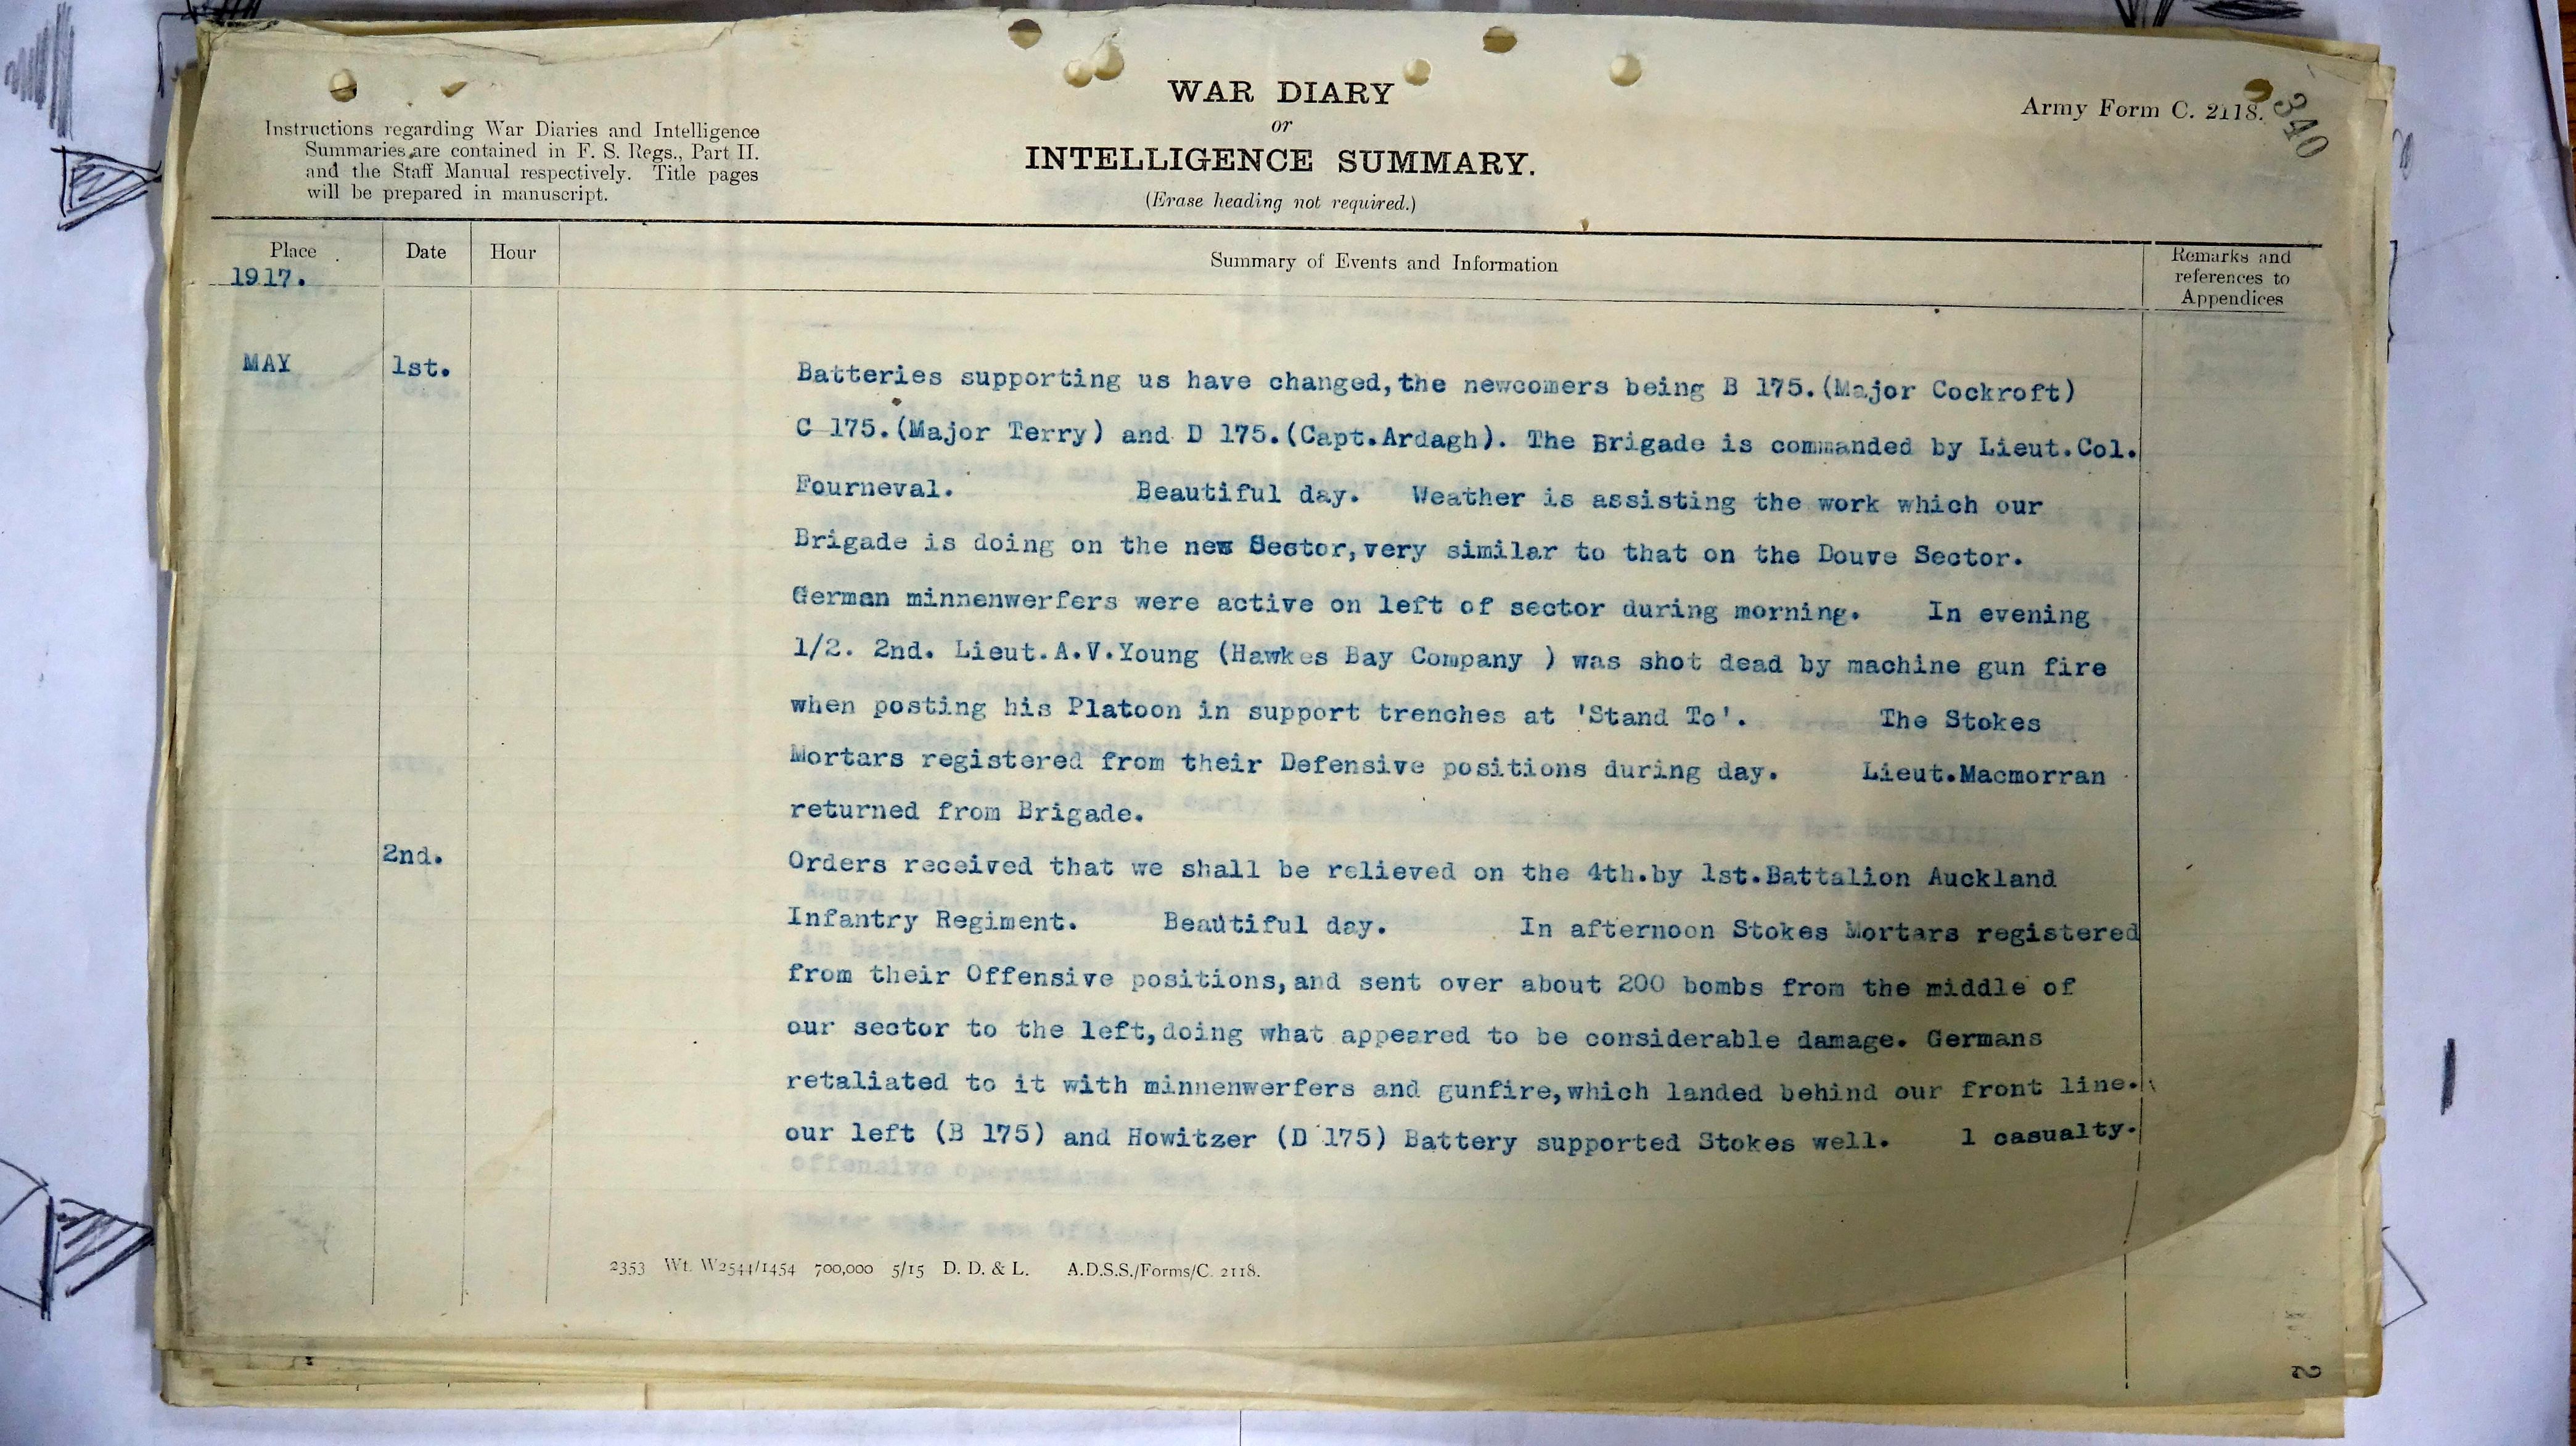 WAR DIARY
or
INTELLIGENCE SUMMARY.
(Erase heading not required.)
Army Form C. 2118.
340
Instructions regarding War Diaries and Intelligence
Summaries are contained in F. S. Regs., Part II.
and the Staff Manual respectively. Title pages
will be prepared in manuscript.
Place
Date
Hour
Summary of Events and Information
Remarks and
references to
Appendices
1917.
MAY
1st.
Batteries supporting us have changed,the newcomers being B 175.(Major Cockroft)
C 175.(Major Terry) and D 175.(Capt.Ardagh). The Brigade is commanded by Lieut.Col.
Fourneval. Beautiful day. Weather is assisting the work which our
Brigade is doing on the new Sector,very similar to that on the Douve Sector.
German minnenwerfers were active on left of sector during morning. In evening
1/2. 2nd. Lieut.A.V.Young (Hawkes Bay Company ) was shot dead by machine gun fire
when posting his Platoon in support trenches at 'Stand To'. The Stokes
Mortars registered from their Defensive positions during day. Lieut.Macmorran
returned from Brigade.
2nd.
Orders received that we shall be relieved on the 4th.by 1st.Battalion Auckland
Infantry Regiment. Beautiful day. In afternoon Stokes Mortars registered
from their Offensive positions,and sent over about 200 bombs from the middle of
our sector to the left,doing what appeared to be considerable damage. Germans
retaliated to it with minnenwerfers and gunfire,which landed behind our front line.
our left (B 175) and Howitzer (D 175) Battery supported Stokes well. 1 casualty.
2353 Wt. W2544/1454 700,000 5/15 D. D. & L. A.D.S.S./Forms/C. 2118.
2